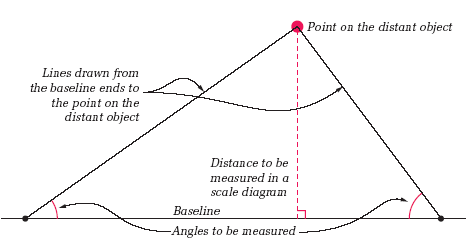 Point on the distant object
Lines drawn from
the baseline ends to
the point on the
distant object
Distance to be
measured in a
scale diagram
Baseline
Angles to be measured